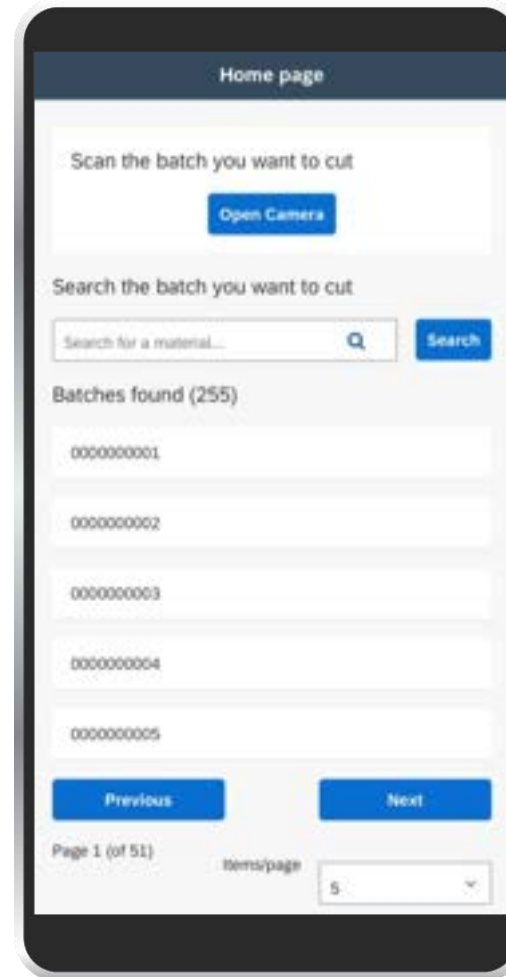 Home page
Scan the batch you want to cut
Open Camera
Search the batch you want to cut
Search for a material...
Search
Batches found (255)
0000000001
0000000002
0000000003
0000000004
0000000005
Previous
Next
Page 1 (of 51)
Items/page
5